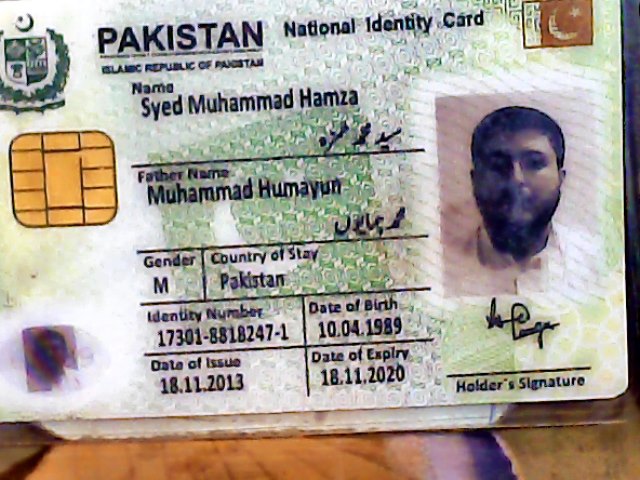 PAKISTAN National Identity Card
ISLAMIC REPUBLIC OF PAKISTAN
Name
Syed Muhammad Hamza
سید محمد حمزہ
Father Name
Muhammad Humayun
محمد ہمایوں
Gender Country of Stay
M Pakistan
Identity Number Date of Birth
17301-8818247-1 10.04.1989
Date of Issue Date of Expiry
18.11.2013 18.11.2020
Holder's Signature